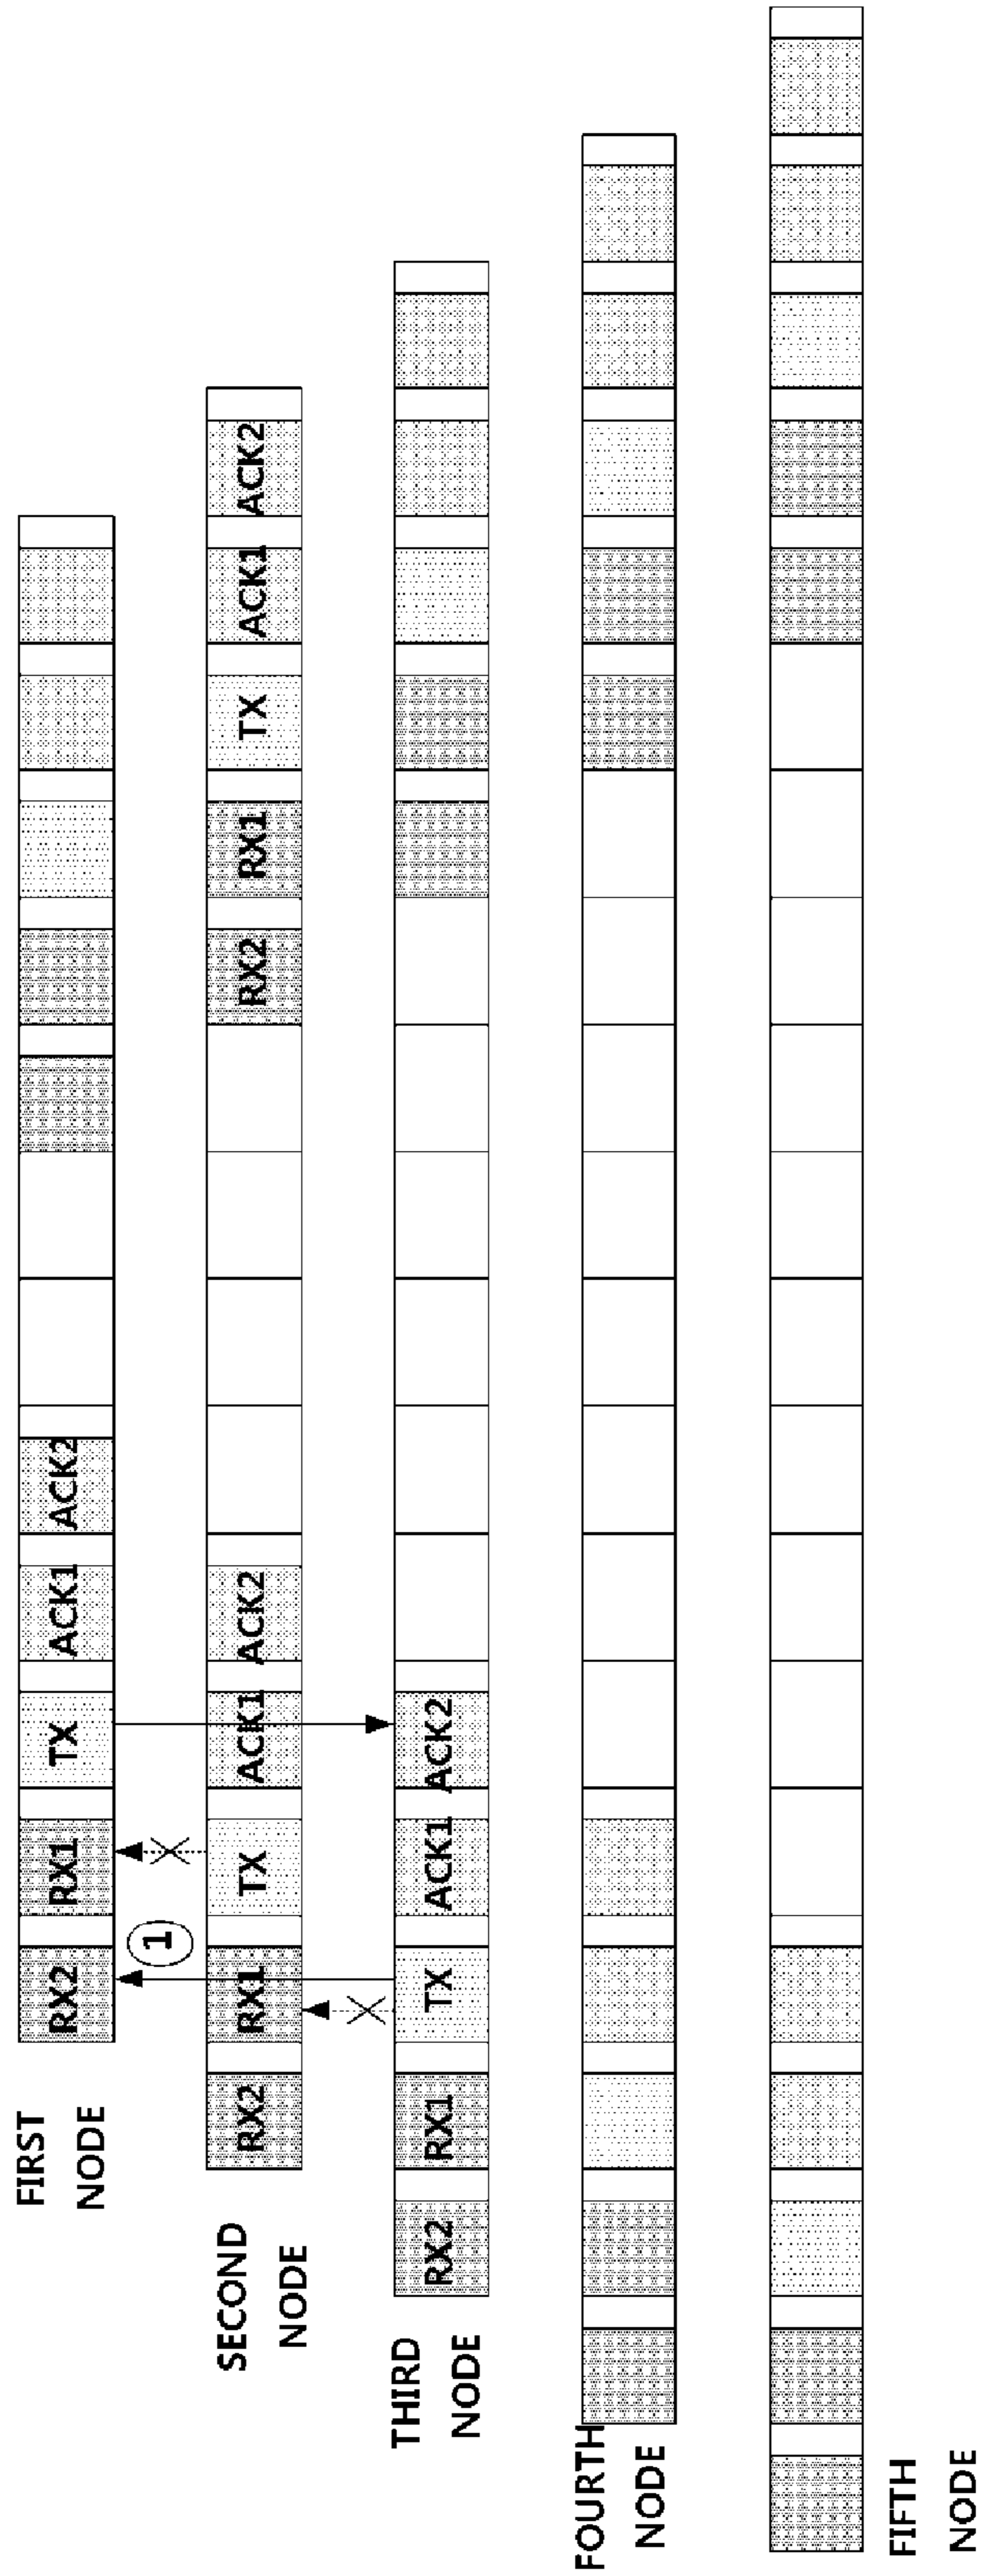 FIRST
NODE
RX2
RX1
TX
ACK1
ACK2
1
SECOND
NODE
RX2
RX1
TX
ACK1
ACK2
RX2
RX1
TX
ACK1
ACK2
THIRD
NODE
RX2
RX1
TX
ACK1
ACK2
FOURTH
NODE
FIFTH
NODE